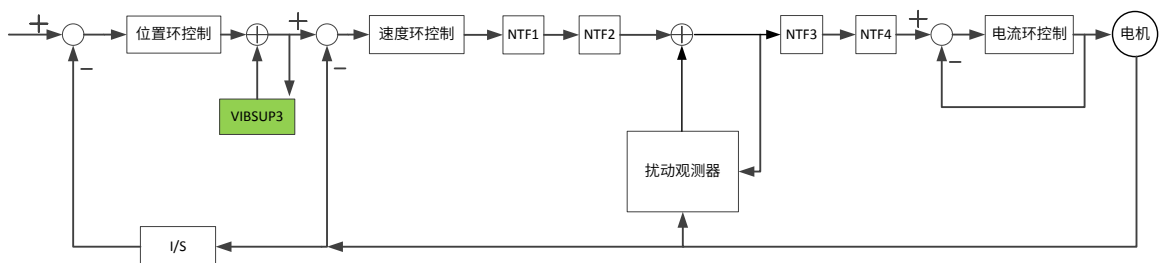 位置环控制
速度环控制
NTF1
NTF2
NTF3
NTF4
电流环控制
电机
VIBSUP3
扰动观测器
I/S